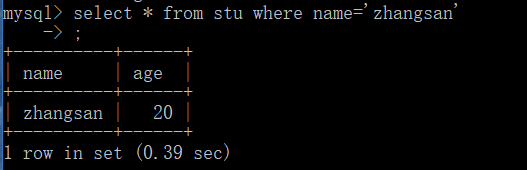 mysql> select * from stu where name='zhangsan'
    -> ;
+----------+------+
| name     | age  |
+----------+------+
| zhangsan |   20 |
+----------+------+
1 row in set (0.39 sec)